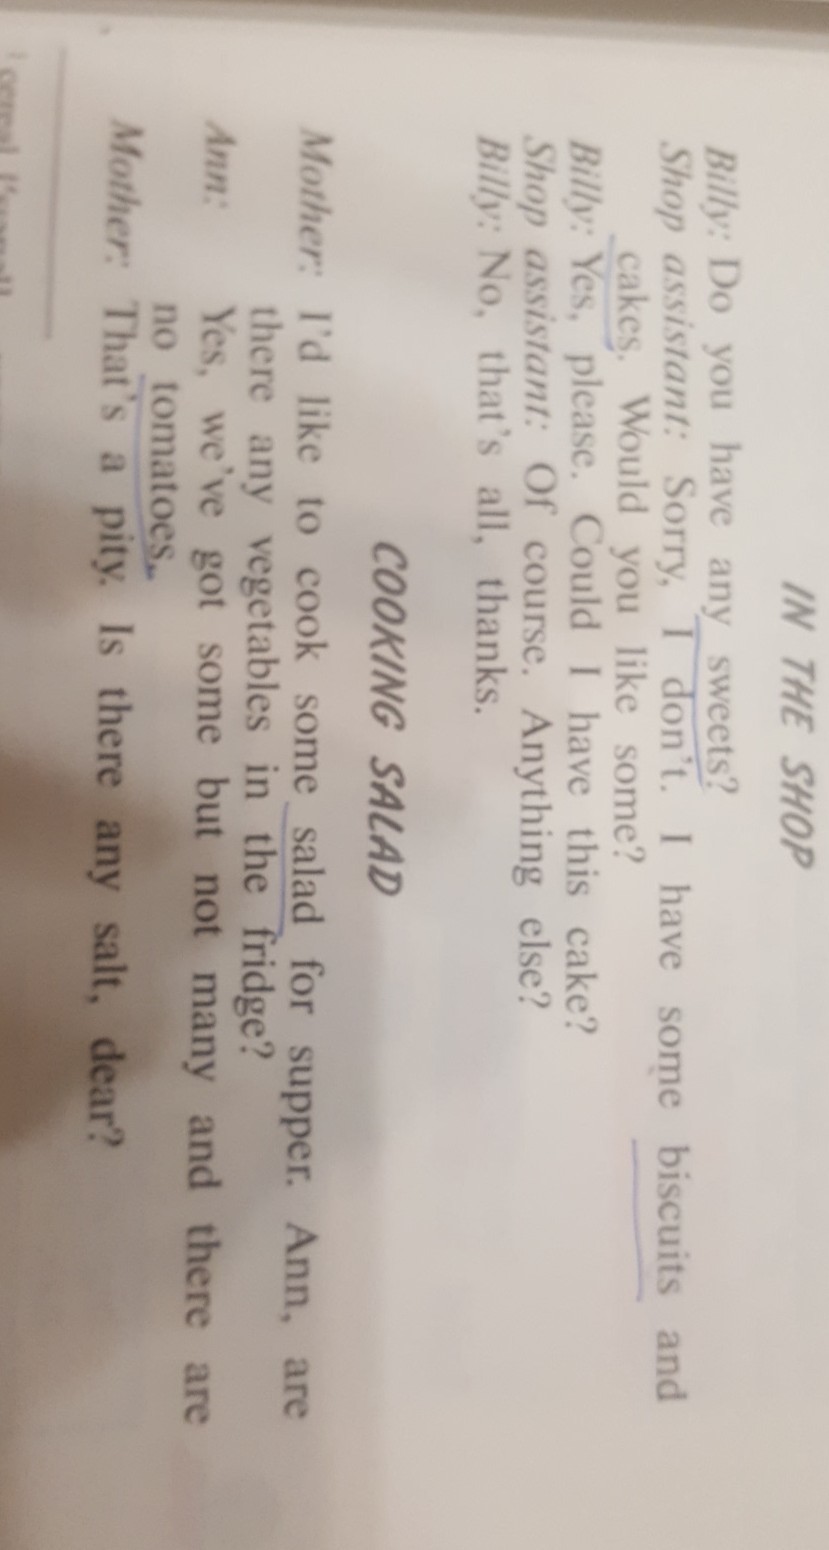 IN THE SHOP
Billy: Do you have any sweets?
Shop assistant: Sorry, I don't. I have some biscuits and
cakes. Would you like some?
Billy: Yes, please. Could I have this cake?
Shop assistant: Of course. Anything else?
Billy: No, that's all, thanks.
COOKING SALAD
Mother: I'd like to cook some salad for supper. Ann, are
there any vegetables in the fridge?
Ann: Yes, we've got some but not many and there are
no tomatoes.
Mother: That's a pity. Is there any salt, dear?